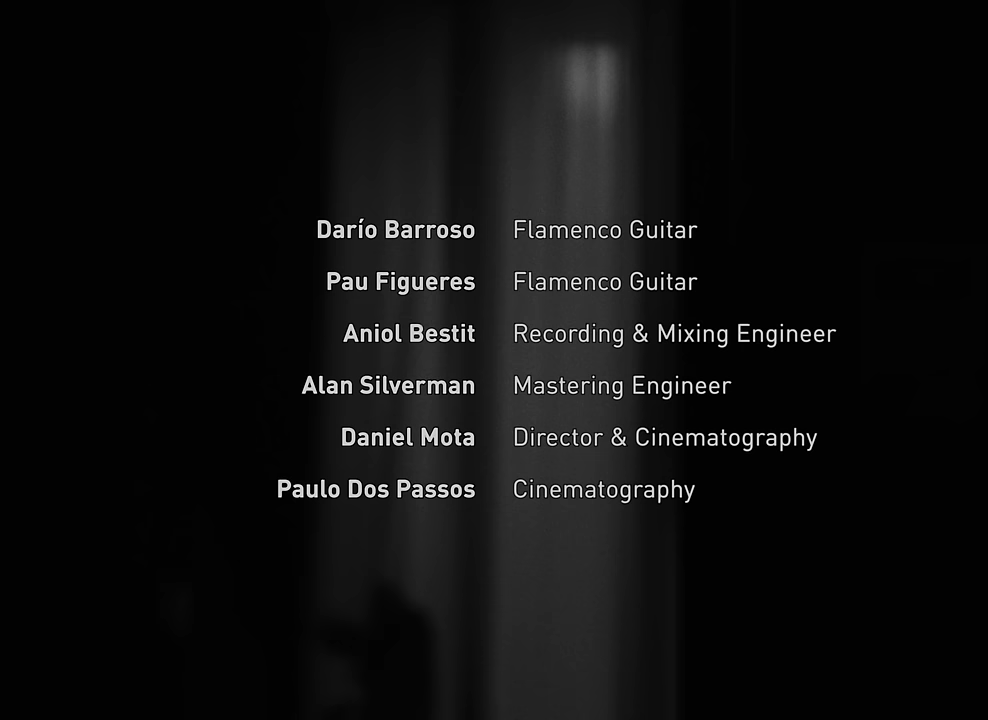 Darío Barroso Flamenco Guitar
Pau Figueres Flamenco Guitar
Aniol Bestit Recording & Mixing Engineer
Alan Silverman Mastering Engineer
Daniel Mota Director & Cinematography
Paulo Dos Passos Cinematography